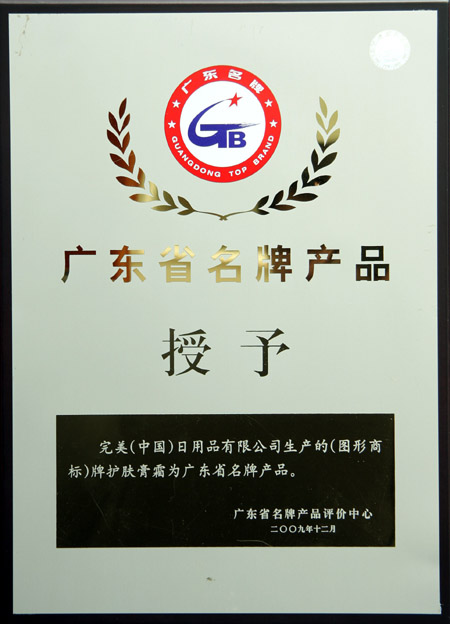 广东名牌
GTB
GUANGDONG TOP BRAND
广东省名牌产品
授予
完美(中国)日用品有限公司生产的(图形商
标)牌护肤膏霜为广东省名牌产品。
广东省名牌产品评价中心
二〇〇九年十二月